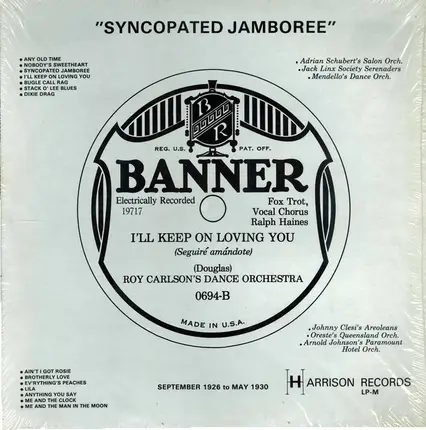 "SYNCOPATED JAMBOREE"
• ANY OLD TIME
• NOBODY'S SWEETHEART
• SYNCOPATED JAMBOREE
• I'LL KEEP ON LOVING YOU
• BUGLE CALL RAG
• STACK O' LEE BLUES
• DIXIE DRAG
• Adrian Schubert's Salon Orch.
• Jack Linx Society Serenaders
• Mendello's Dance Orch.
B
R
REG. U.S. PAT. OFF.
BANNER
Electrically Recorded
19717
Fox Trot,
Vocal Chorus
Ralph Haines
I'LL KEEP ON LOVING YOU
(Seguiré amándote)
(Douglas)
ROY CARLSON'S DANCE ORCHESTRA
0694-B
MADE IN U.S.A.
• Johnny Clesi's Areoleans
• Oreste's Queensland Orch.
• Arnold Johnson's Paramount
Hotel Orch.
• AIN'T I GOT ROSIE
• BROTHERLY LOVE
• EV'RYTHING'S PEACHES
• LILA
• ANYTHING YOU SAY
• ME AND THE CLOCK
• ME AND THE MAN IN THE MOON
SEPTEMBER 1926 to MAY 1930
HARRISON RECORDS
LP-M